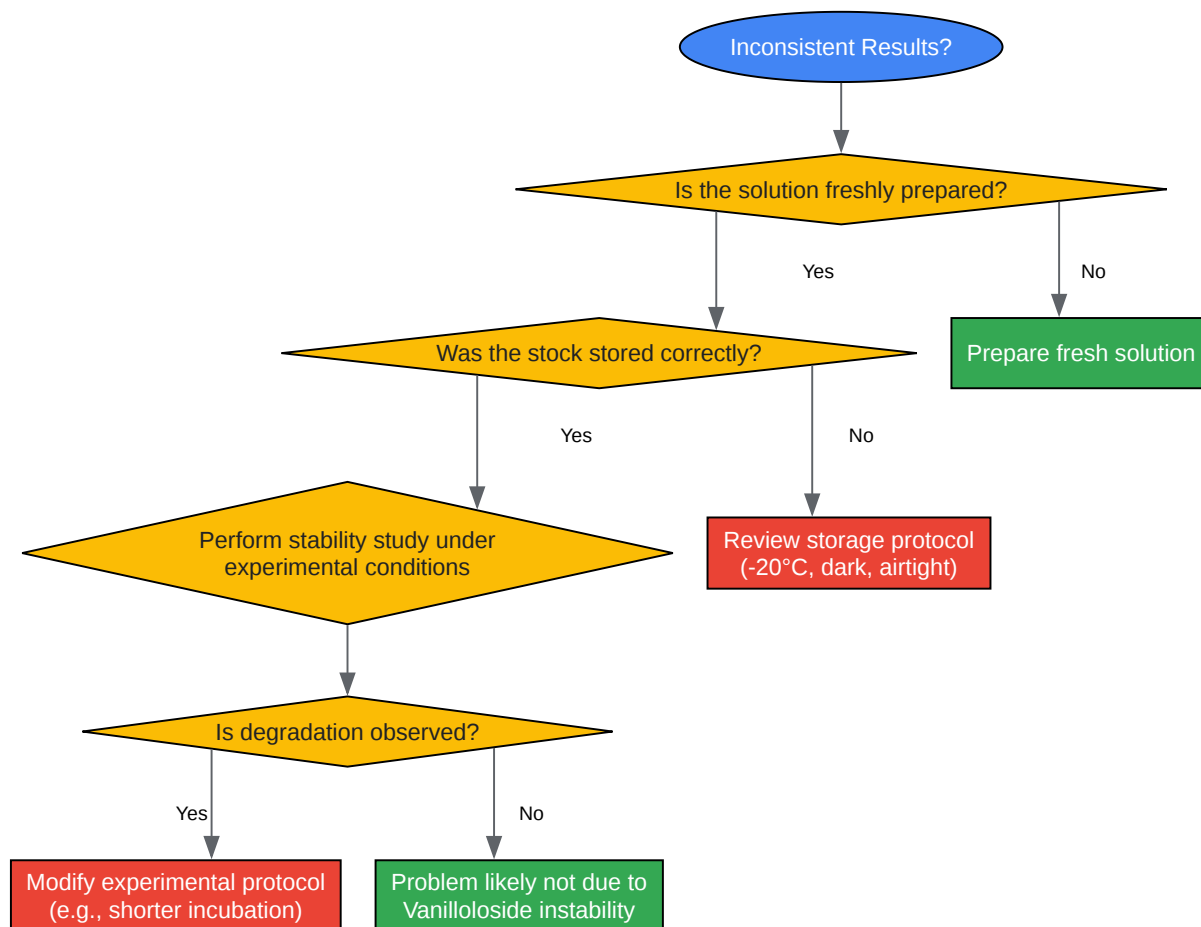 Inconsistent Results?
Is the solution freshly prepared?
Yes
No
Was the stock stored correctly?
Prepare fresh solution
Yes
No
Perform stability study under
experimental conditions
Review storage protocol
(-20°C, dark, airtight)
Is degradation observed?
Yes
No
Modify experimental protocol
(e.g., shorter incubation)
Problem likely not due to
Vanilloloside instability